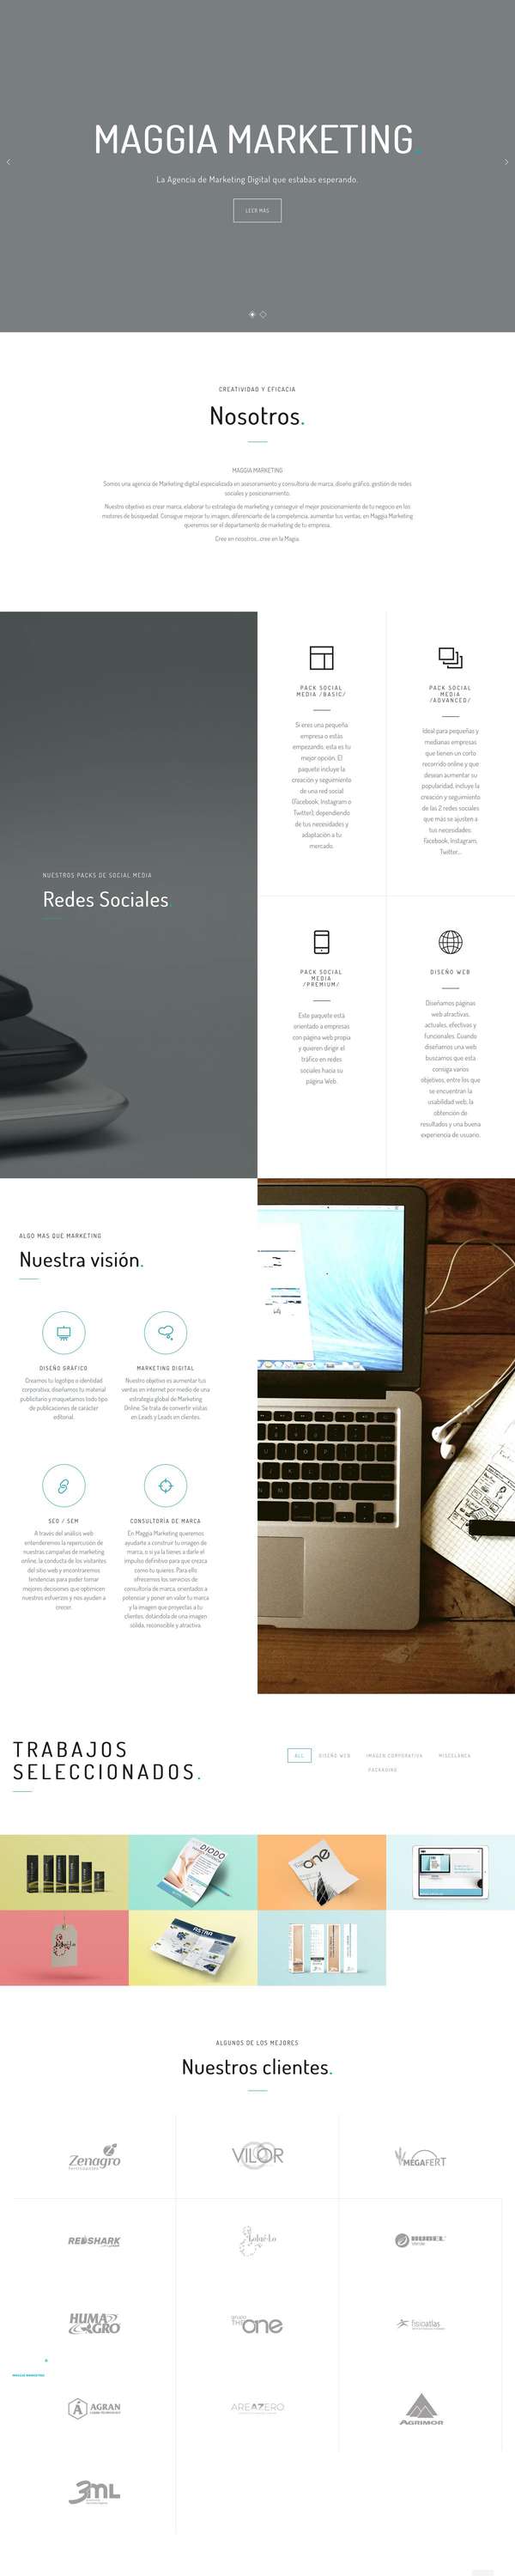 MAGGIA MARKETING.
La Agencia de Marketing Digital que estabas esperando.
LEER MÁS
CREATIVIDAD Y EFICACIA
Nosotros.
MAGGIA MARKETING
Somos una agencia de Marketing digital especializada en asesoramiento y consultoría de marca, diseño gráfico, gestión de redes
sociales y posicionamiento.
Nuestro objetivo es crear marca, elaborar tu estrategia de marketing y conseguir el mejor posicionamiento de tu negocio en los
motores de búsqueda. Consigue mejorar tu imagen, diferenciarte de la competencia, aumentar tus ventas, en Maggia Marketing
queremos ser el departamento de marketing de tu empresa.
Cree en nosotros...cree en la Magia.
NUESTROS PACKS DE SOCIAL MEDIA
Redes Sociales.
PACK SOCIAL
MEDIA /BASIC/
Si eres una pequeña
empresa o estás
empezando, esta es tu
mejor opción. El
paquete incluye la
creación y seguimiento
de una red social
(Facebook, Instagram o
Twitter), dependiendo
de tus necesidades y
adaptación a tu
mercado.
PACK SOCIAL
MEDIA
/ADVANCED/
Ideal para pequeñas y
medianas empresas
que tienen un corto
recorrido online y que
desean aumentar su
popularidad, incluye la
creación y seguimiento
de las 2 redes sociales
que más se ajusten a
tus necesidades:
Facebook, Instagram,
Twitter...
PACK SOCIAL
MEDIA
/PREMIUM/
Este paquete está
orientado a empresas
con página web propia
y quieren dirigir el
tráfico en redes
sociales hacia su
página Web.
DISEÑO WEB
Diseñamos páginas
web atractivas,
actuales, efectivas y
funcionales. Cuando
diseñamos una web
buscamos que esta
consiga varios
objetivos, entre los que
se encuentran la
usabilidad web, la
obtención de
resultados y una buena
experiencia de usuario.
ALGO MAS QUE MARKETING
Nuestra visión.
DISEÑO GRÁFICO
Creamos tu logotipo o identidad
corporativa, diseñamos tu material
publicitario y maquetamos todo tipo
de publicaciones de carácter
editorial.
MARKETING DIGITAL
Nuestro objetivo es aumentar tus
ventas en internet por medio de una
estrategia global de Marketing
Online. Se trata de convertir visitas
en Leads y Leads en clientes.
SEO / SEM
A través del análisis web
entenderemos la repercusión de
nuestras campañas de marketing
online, la conducta de los visitantes
del sitio web y encontraremos
tendencias para poder tomar
mejores decisiones que optimicen
nuestros esfuerzos y nos ayuden a
crecer.
CONSULTORÍA DE MARCA
En Maggia Marketing queremos
ayudarte a construir tu imagen de
marca, o si ya la tienes a darle el
impulso definitivo para que crezca
como tu quieras. Para ello
ofrecemos los servicios de
consultoría de marca, orientados a
potenciar y poner en valor tu marca
y la imagen que proyectas a tu
clientes, dotándola de una imagen
sólida, reconocible y atractiva.
TRABAJOS
SELECCIONADOS.
ALL
DISEÑO WEB
IMAGEN CORPORATIVA
MISCELANEA
PACKAGING
DIODO
one
ASTRA
ALGUNOS DE LOS MEJORES
Nuestros clientes.
Zenagro
VILOR
MEGAFERT
REDSHARK
HUBEL
HUMA
AGRO
one
fisioatlas
MAGGIA MARKETING
AGRAN
AREAZERO
AGRIMOR
3mL